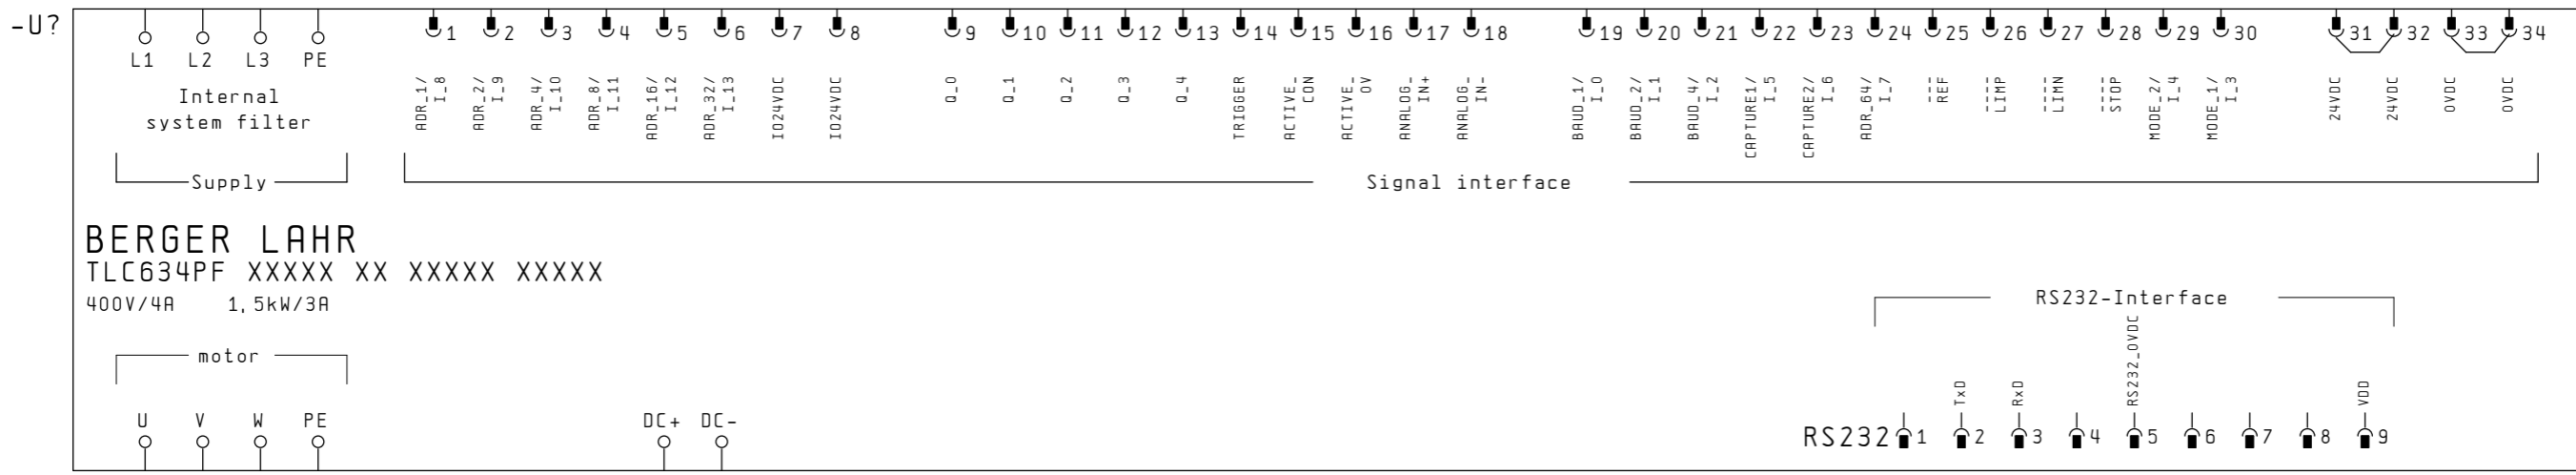 -U?
1 2 3 4 5 6 7 8 9 10 11 12 13 14 15 16 17 18 19 20 21 22 23 24 25 26 27 28 29 30 31 32 33 34
L1 L2 L3 PE
Internal
system filter
Supply
ADR_1/
I_8
ADR_2/
I_9
ADR_4/
I_10
ADR_8/
I_11
ADR_16/
I_12
ADR_32/
I_13
IO24VDC
IO24VDC
Q_0
Q_1
Q_2
Q_3
Q_4
TRIGGER
ACTIVE_
CON
ACTIVE_
0V
ANALOG_
IN+
ANALOG_
IN-
BAUD_1/
I_0
BAUD_2/
I_1
BAUD_4/
I_2
CAPTURE1/
I_5
CAPTURE2/
I_6
ADR_64/
I_7
---
REF
----
LIMP
----
LIMN
----
STOP
MODE_2/
I_4
MODE_1/
I_3
24VDC
24VDC
0VDC
0VDC
Signal interface
BERGER LAHR
TLC634PF XXXXX XX XXXXX XXXXX
400V/4A 1,5kW/3A
motor
U V W PE
DC+ DC-
RS232-Interface
TxD
RxD
RS232_0VDC
VDD
RS232 1 2 3 4 5 6 7 8 9